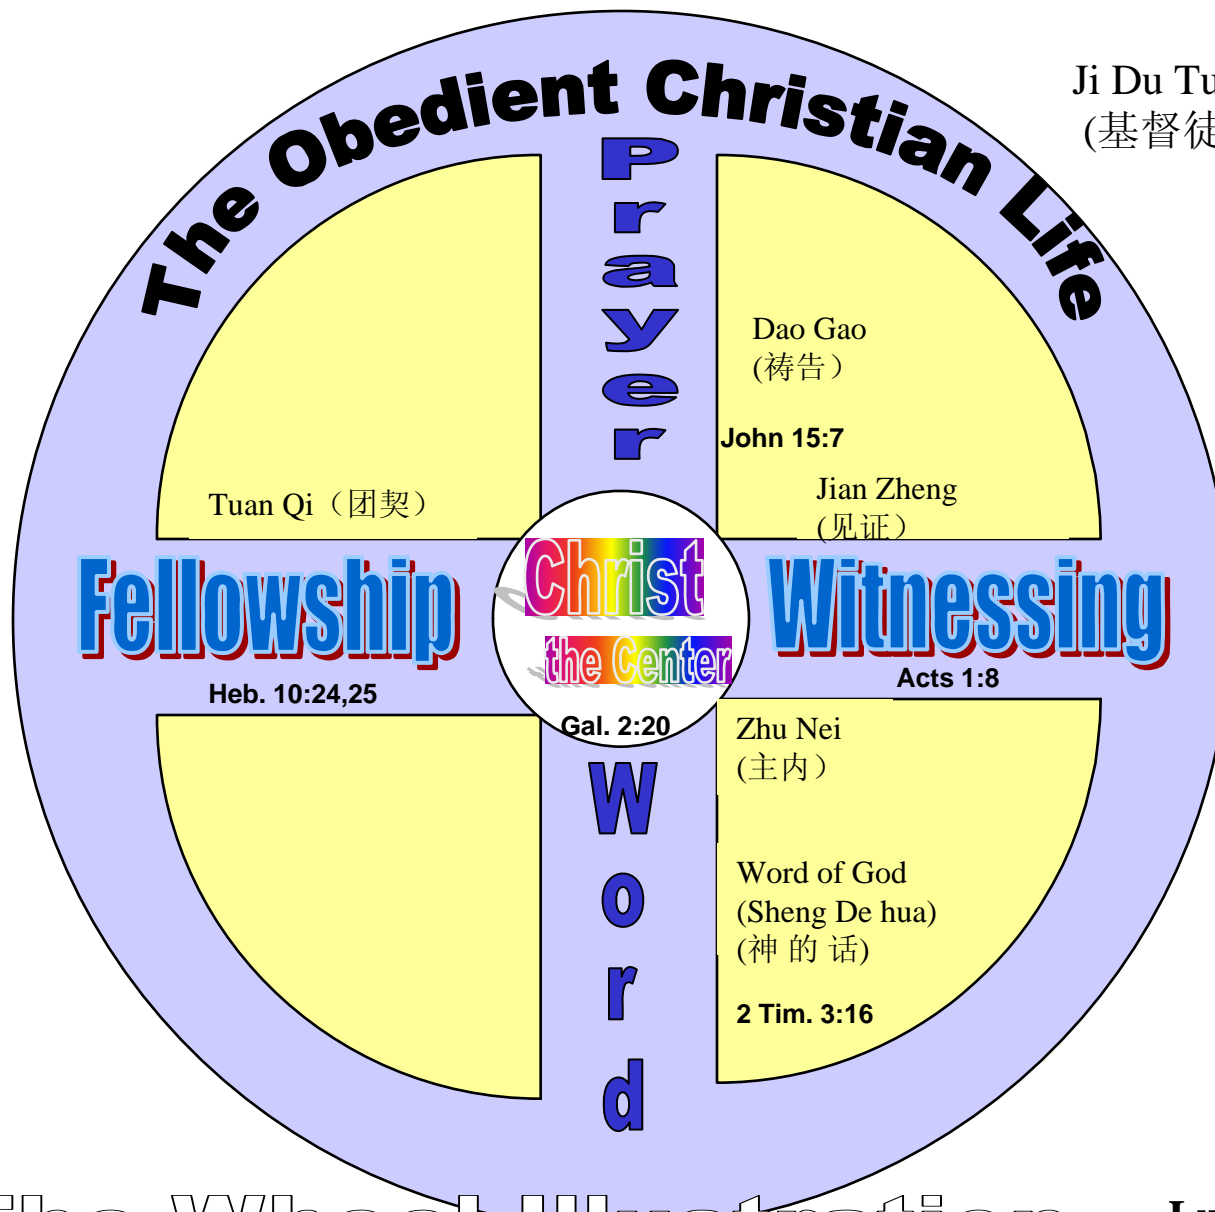 The Obedient Christian Life
Ji Du Tu
(基督徒
Prayer
Dao Gao
(祷告）
John 15:7
Jian Zheng
(见证）
Tuan Qi（团契）
Fellowship
Christ
the Center
Witnessing
Heb. 10:24,25
Acts 1:8
Gal. 2:20
Zhu Nei
(主内）
Word
Word of God
(Sheng De hua)
(神 的 话)
2 Tim. 3:16
The Wheel Illustration